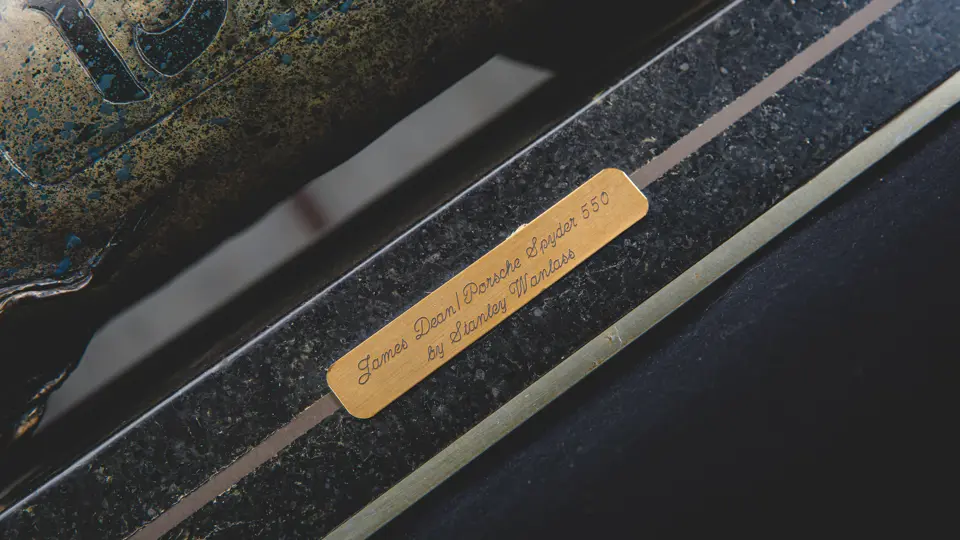 James Dean/Porsche Spyder 550
by Stanley Wanlass